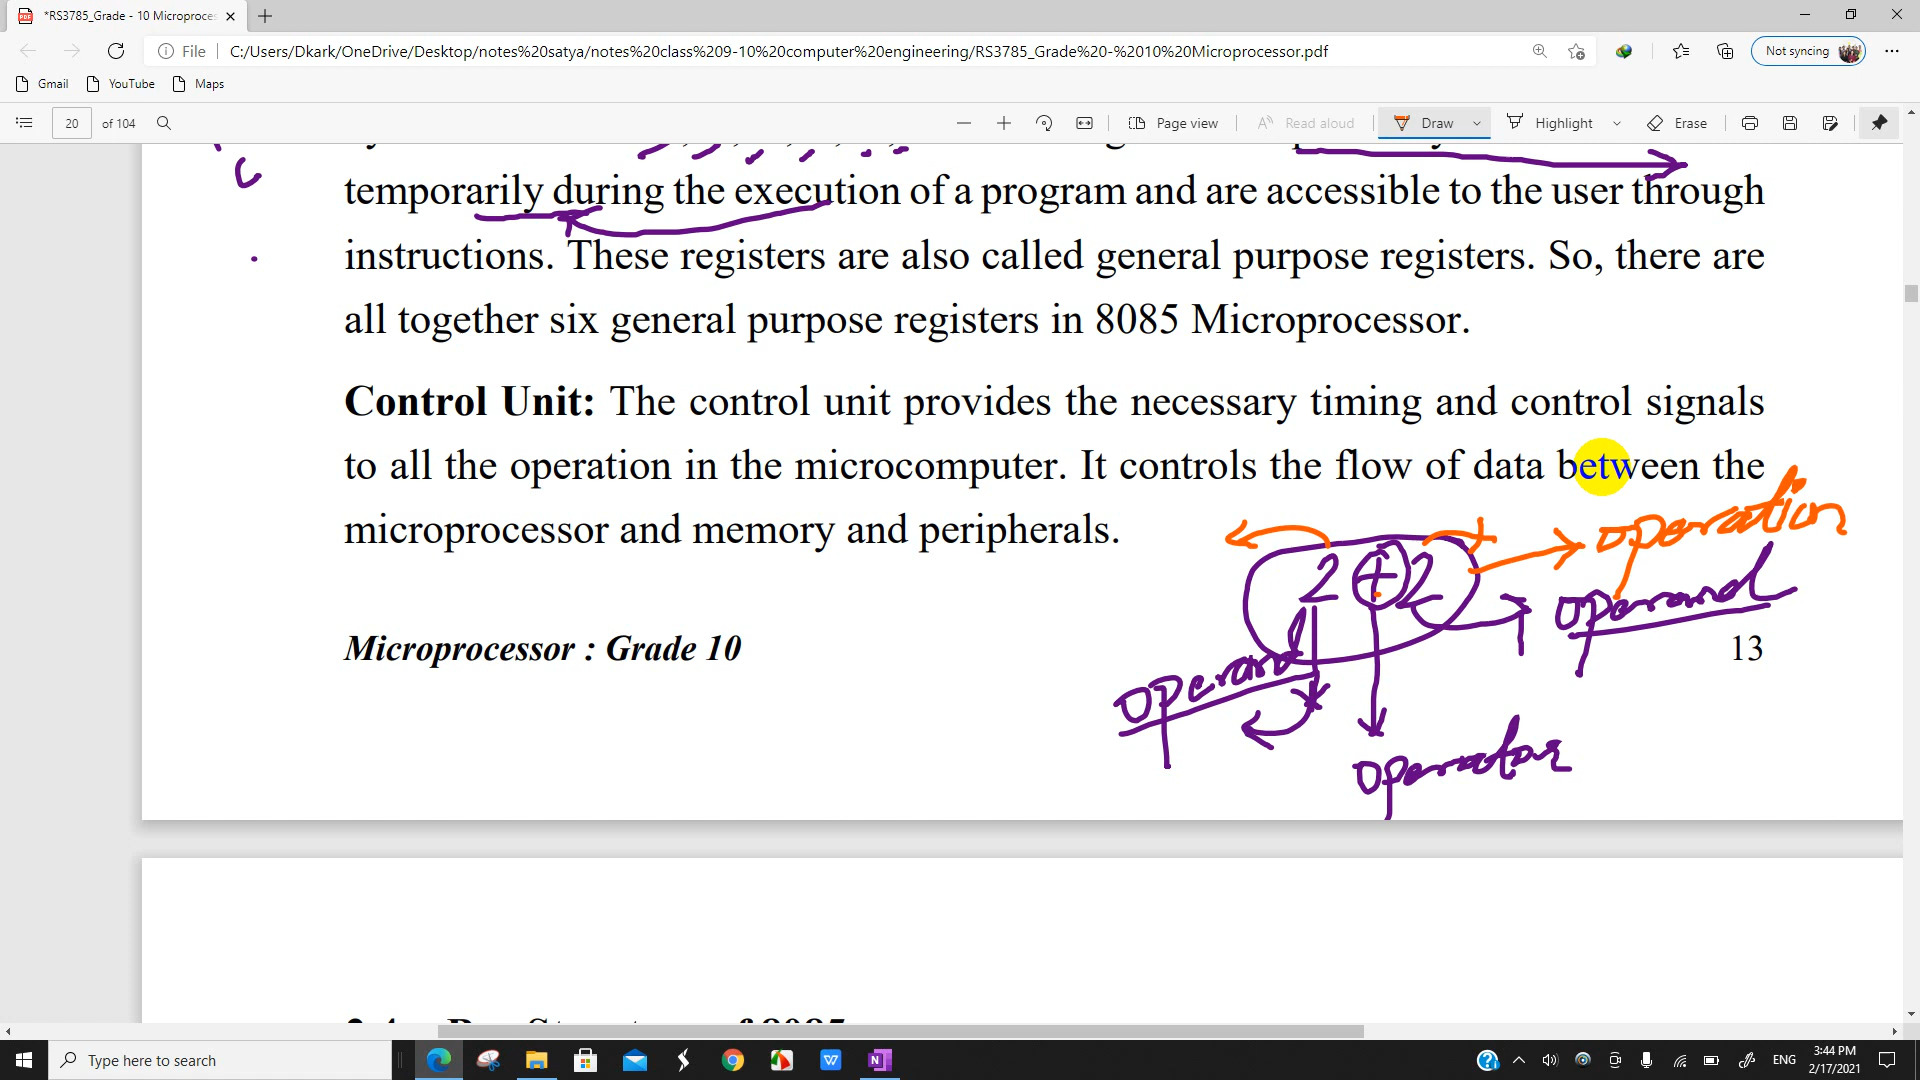 *RS3785_Grade - 10 Microproces
File
C:/Users/Dkark/OneDrive/Desktop/notes%20satya/notes%20class%209-10%20computer%20engineering/RS3785_Grade%20-%2010%20Microprocessor.pdf
Not syncing
Gmail YouTube Maps
20 of 104
Page view
Read aloud
Draw
Highlight
Erase
temporarily during the execution of a program and are accessible to the user through
instructions. These registers are also called general purpose registers. So, there are
all together six general purpose registers in 8085 Microprocessor.
Control Unit: The control unit provides the necessary timing and control signals
to all the operation in the microcomputer. It controls the flow of data between the
microprocessor and memory and peripherals.
operation
2 + 2
operand
Microprocessor : Grade 10
13
operand
operator
Type here to search
ENG
3:44 PM
2/17/2021